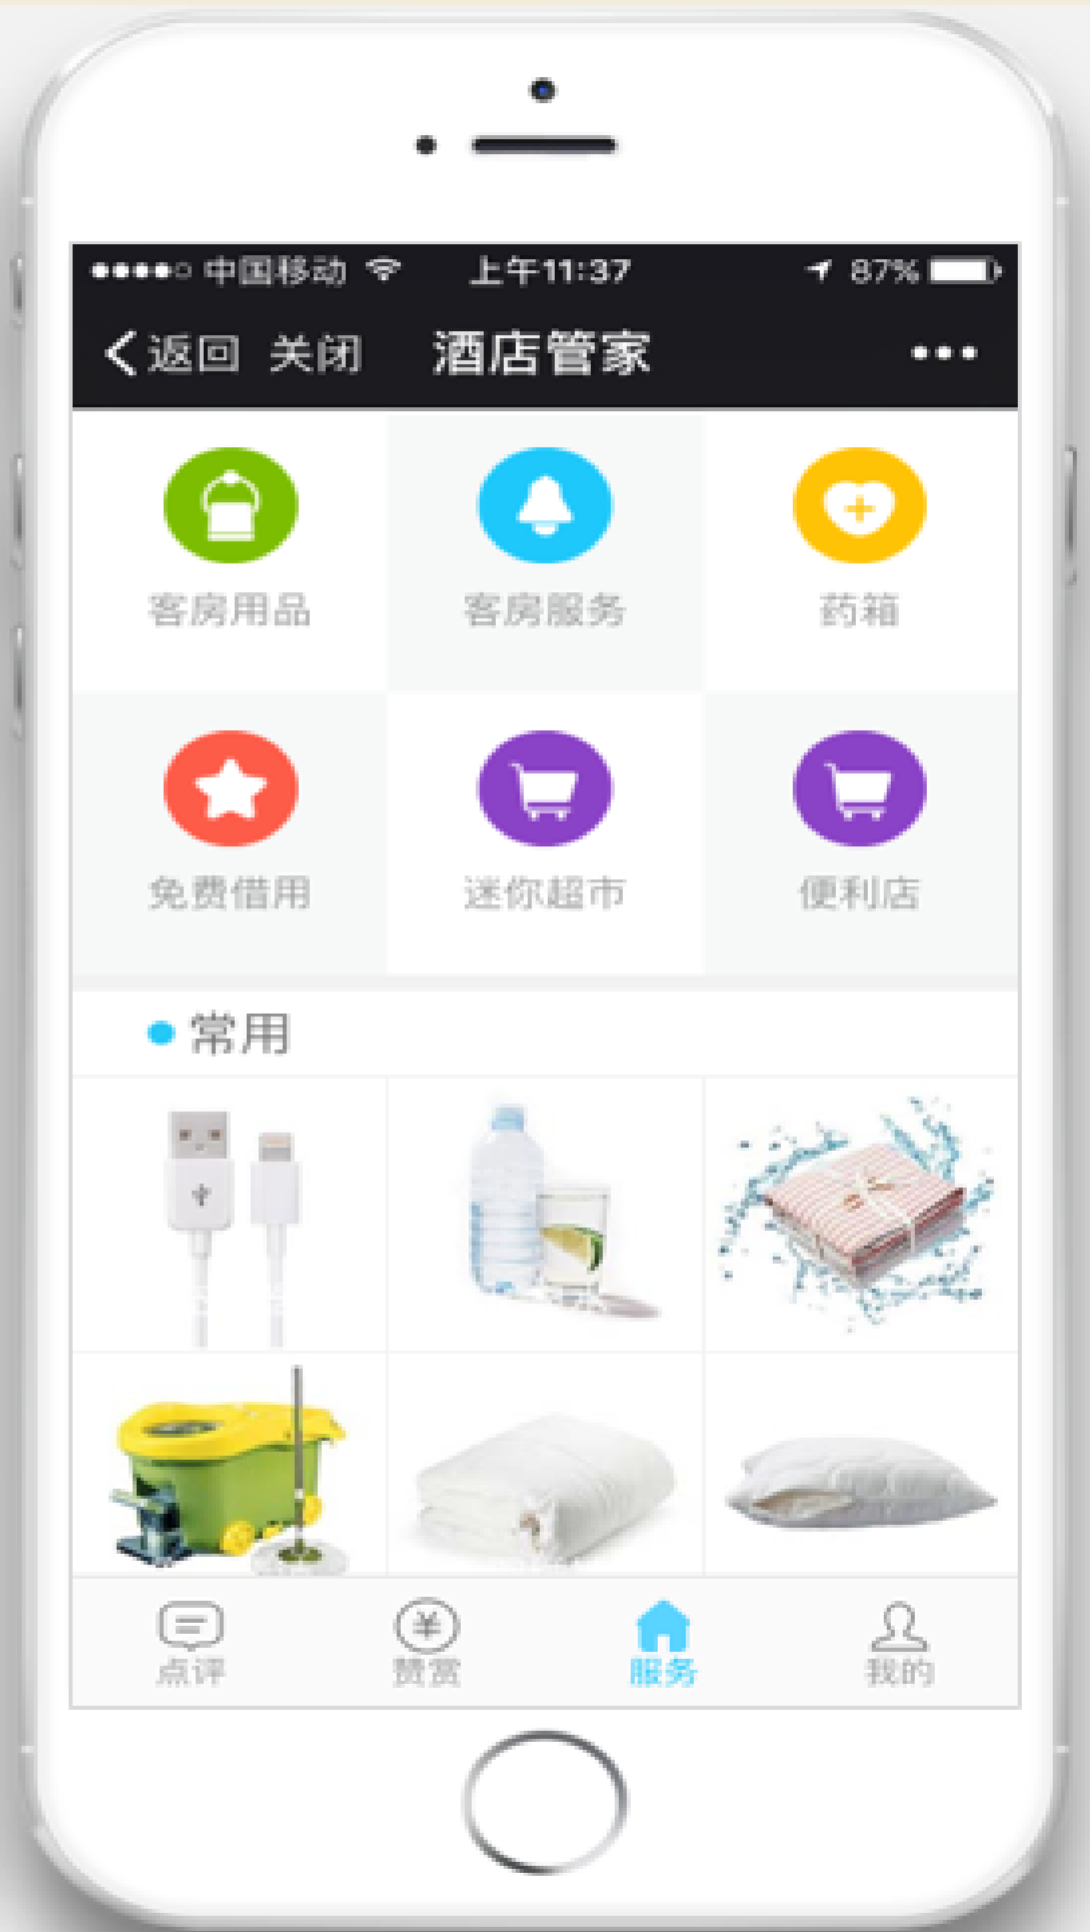 中国移动 上午11:37 87%
返回 关闭 酒店管家
客房用品 客房服务 药箱
免费借用 迷你超市 便利店
常用
点评 赞赏 服务 我的